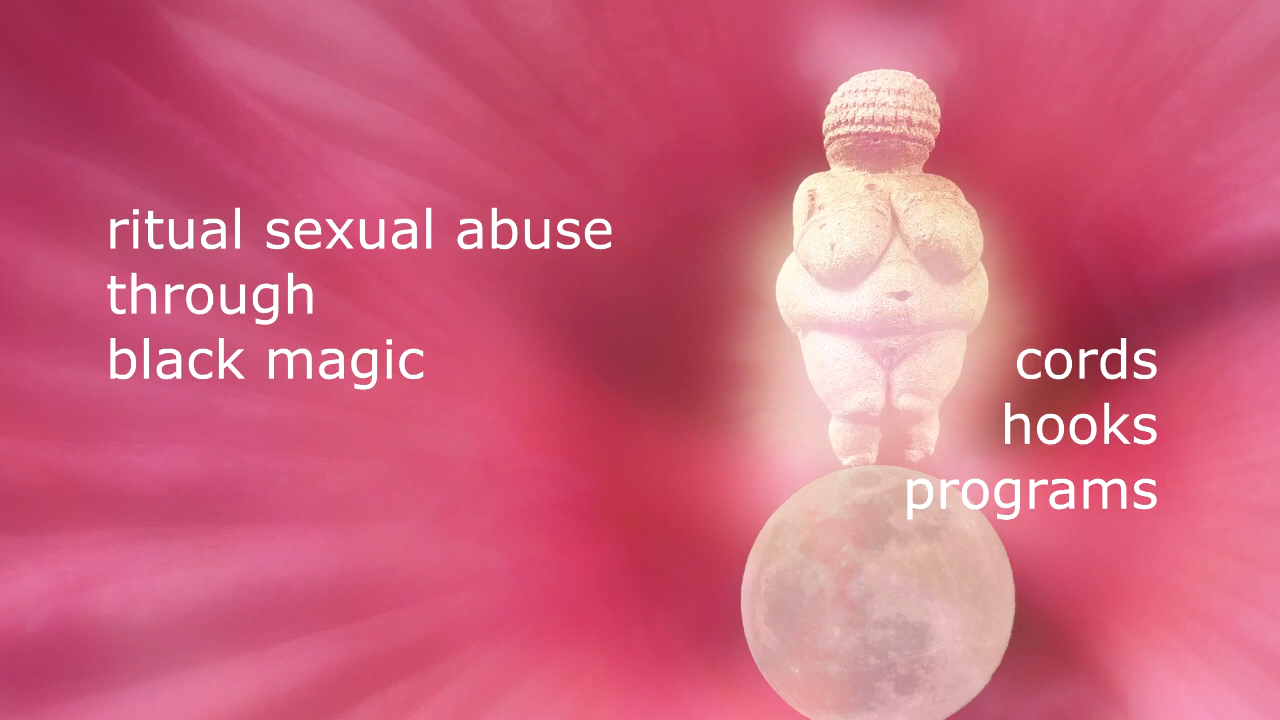 ritual sexual abuse
through
black magic
cords
hooks
programs